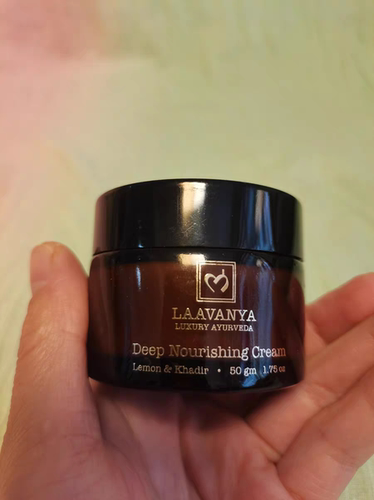 LAAVANYA
LUXURY AYURVEDA
Deep Nourishing Cream
Lemon & Khadir • 50 gm 1.75 oz